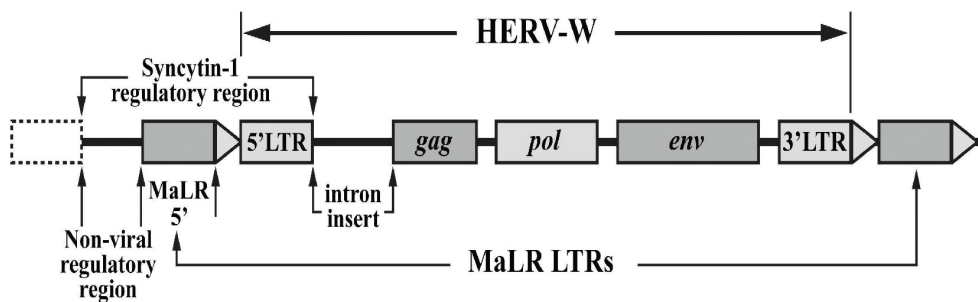 HERV-W
Syncytin-1
regulatory region
5’LTR
gag
pol
env
3’LTR
MaLR
5’
intron
insert
Non-viral
regulatory
region
MaLR LTRs